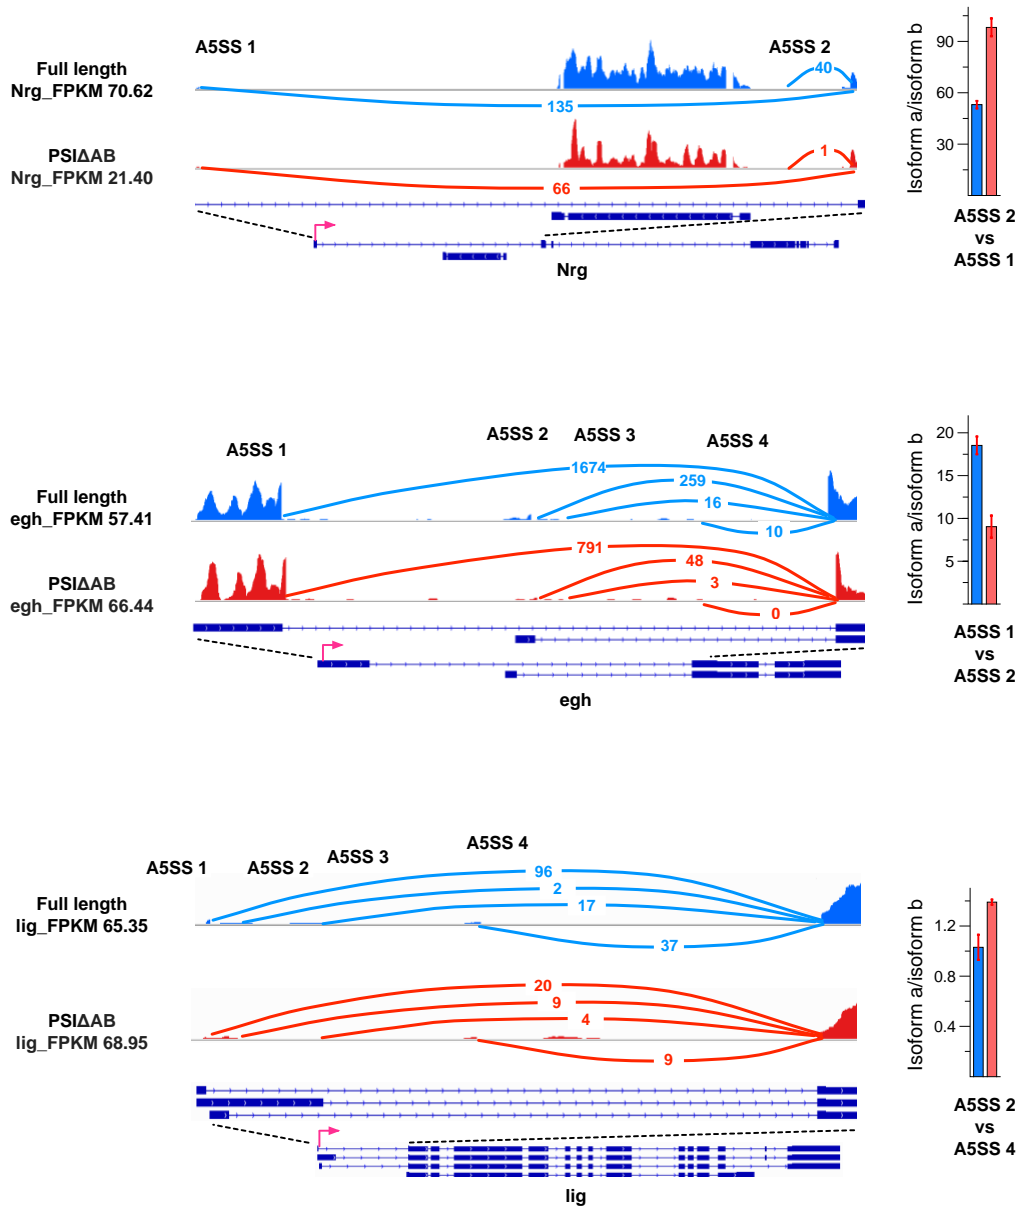 A5SS 1
A5SS 2
Full length
Nrg_FPKM 70.62
40
135
PSIΔAB
Nrg_FPKM 21.40
1
66
Nrg
Isoform a/isoform b
90
60
30
A5SS 2
vs
A5SS 1
A5SS 1
A5SS 2
A5SS 3
A5SS 4
Full length
egh_FPKM 57.41
1674
259
16
10
PSIΔAB
egh_FPKM 66.44
791
48
3
0
egh
Isoform a/isoform b
20
15
10
5
A5SS 1
vs
A5SS 2
A5SS 1
A5SS 2
A5SS 3
A5SS 4
Full length
lig_FPKM 65.35
96
2
17
37
PSIΔAB
lig_FPKM 68.95
20
9
4
9
lig
Isoform a/isoform b
1.2
0.8
0.4
A5SS 2
vs
A5SS 4